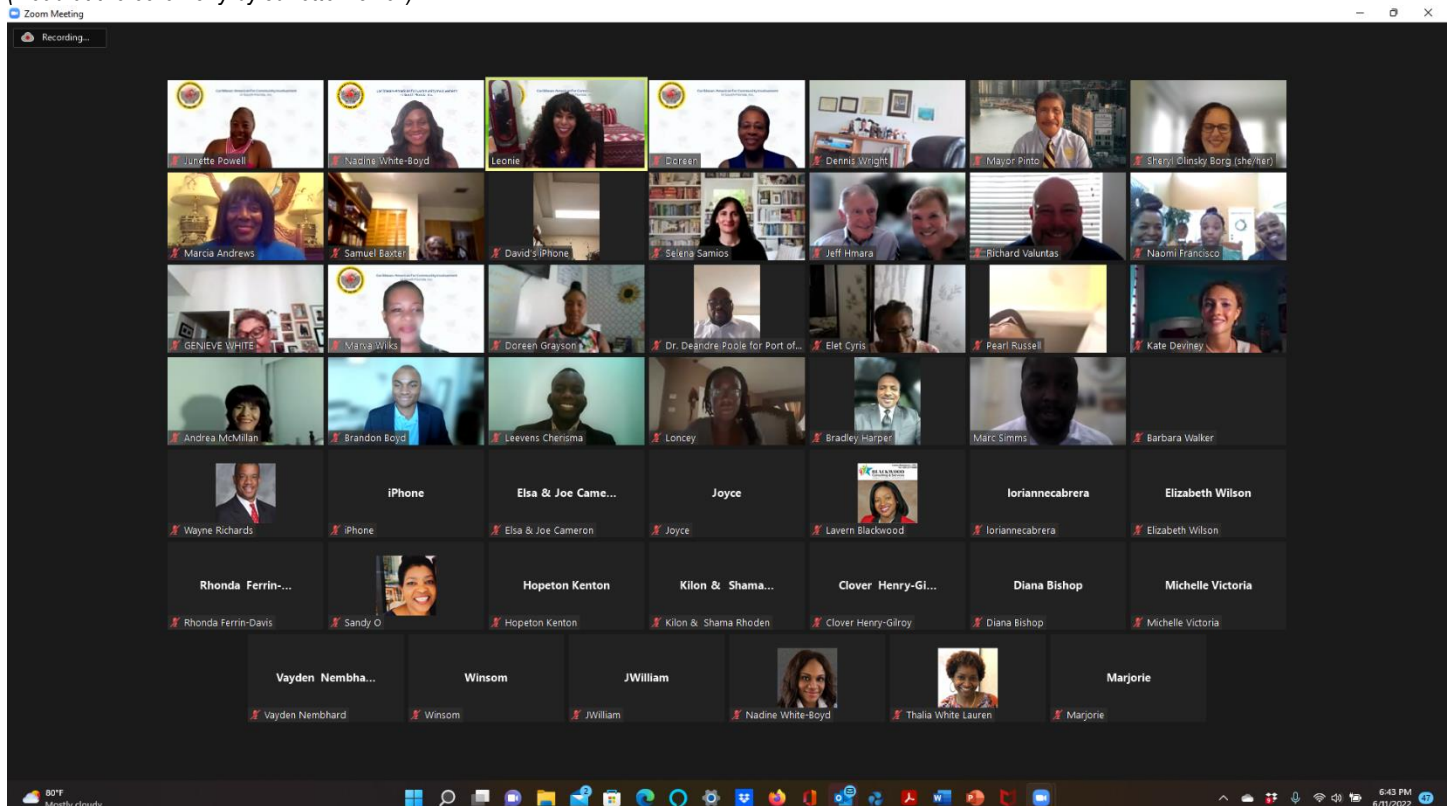 Zoom Meeting
Recording...
Junette Powell
Nadine White-Boyd
Leonie
Doreen
Dennis Wright
Mayor Pinto
Sheryl Olinsky Borg (she/her)
Marcia Andrews
Samuel Baxter
David's iPhone
Selena Samios
Jeff Hmara
Richard Valuntas
Naomi Francisco
GENIEVE WHITE
Marva Wilks
Doreen Grayson
Dr. Deandre Poole for Port of...
Elet Cyris
Pearl Russell
Kate Deviney
Andrea McMillan
Brandon Boyd
Leevens Cherisma
Loncey
Bradley Harper
Marc Simms
Barbara Walker
Wayne Richards
iPhone
iPhone
Elsa & Joe Came...
Elsa & Joe Cameron
Joyce
Joyce
BLACKWOOD
Lavern Blackwood
loriannecabrera
loriannecabrera
Elizabeth Wilson
Elizabeth Wilson
Rhonda Ferrin-...
Rhonda Ferrin-Davis
Sandy O
Hopeton Kenton
Hopeton Kenton
Kilon & Shama...
Kilon & Shama Rhoden
Clover Henry-Gi...
Clover Henry-Gilroy
Diana Bishop
Diana Bishop
Michelle Victoria
Michelle Victoria
Vayden Nembha...
Vayden Nembhard
Winsom
Winsom
JWilliam
JWilliam
Nadine White-Boyd
Thalia White Lauren
Marjorie
Marjorie
80°F
Mostly cloudy
6:43 PM
6/11/2022
47